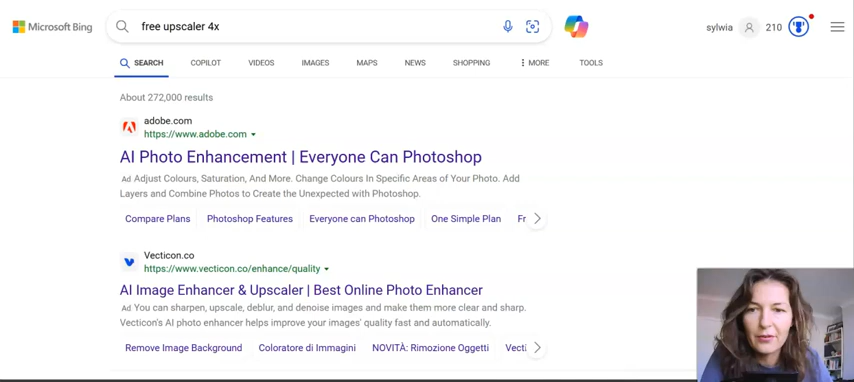 Microsoft Bing
free upscaler 4x
sylwia
210
SEARCH COPILOT VIDEOS IMAGES MAPS NEWS SHOPPING MORE TOOLS
About 272,000 results
adobe.com
https://www.adobe.com
AI Photo Enhancement | Everyone Can Photoshop
Ad Adjust Colours, Saturation, And More. Change Colours In Specific Areas of Your Photo. Add
Layers and Combine Photos to Create the Unexpected with Photoshop.
Compare Plans Photoshop Features Everyone can Photoshop One Simple Plan Fr
Vecticon.co
https://www.vecticon.co/enhance/quality
AI Image Enhancer & Upscaler | Best Online Photo Enhancer
Ad You can sharpen, upscale, deblur, and denoise images and make them more clear and sharp.
Vecticon's AI photo enhancer helps improve your images' quality fast and automatically.
Remove Image Background Coloratore di Immagini NOVITÀ: Rimozione Oggetti Vecti